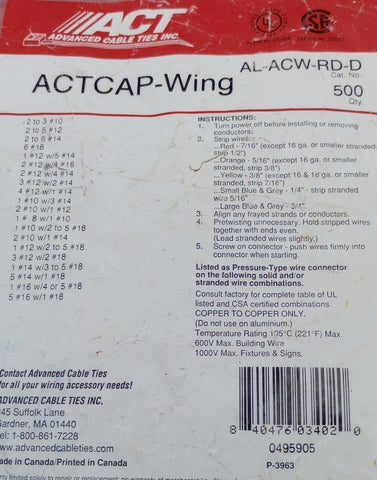 ACT
ADVANCED CABLE TIES INC.
ACTCAP-Wing
AL-ACW-RD-D
Cat. No.
500
Qty.
2 to 3 #10
2 to 5 #12
2 to 6 #14
6 #18
1 #12 w/5 #14
2 #12 w/4 #16
2 #12 w/4 #14
3 #12 w/2 #14
4 #12 w/1 #14
1 #10 w/3 #14
2 #10 w/1 #12
1 # 8 w/1 #10
1 #10 w/3 #12
2 #10 w/1 #14
1 #12 w/2 to 5 #18
3 #12 w/2 #18
1 #14 w/3 to 5 #18
5 #14 w/1 #18
1 #16 w/4 or 5 #18
5 #16 w/1 #18
INSTRUCTIONS:
1. Turn power off before installing or removing
conductors.
2. Strip wires:
...Red - 7/16" (except 16 ga. or smaller stranded,
strip 1/2")
...Orange - 5/16" (except 16 ga. or smaller
stranded, strip 3/8")
...Yellow - 3/8" (except 16 & 18 ga. or smaller
stranded, strip 7/16")
...Small Blue & Grey - 1/4" - strip stranded
wire 5/16"
...Large Blue & Grey -
3. Align any frayed strands or conductors.
4. Pretwisting unnecessary. Hold stripped wires
together with ends even.
(Lead stranded wires slightly.)
5. Screw on connector - push wires firmly into
connector when starting.
Listed as Pressure-Type wire connector
on the following solid and/or
stranded wire combinations.
Consult factory for complete table of UL
listed and CSA certified combinations.
COPPER TO COPPER ONLY.
(Do not use on aluminium.)
Temperature Rating 105°C (221°F) Max.
600V Max. Building Wire
1000V Max. Fixtures & Signs.
Contact Advanced Cable Ties
for all your wiring accessory needs!
ADVANCED CABLE TIES INC.
245 Suffolk Lane
Gardner, MA 01440
Tel: 1-800-861-7228
www.advancedcableties.com
Made in Canada/Printed in Canada
8 40476 03402 0
0495905
P-3963